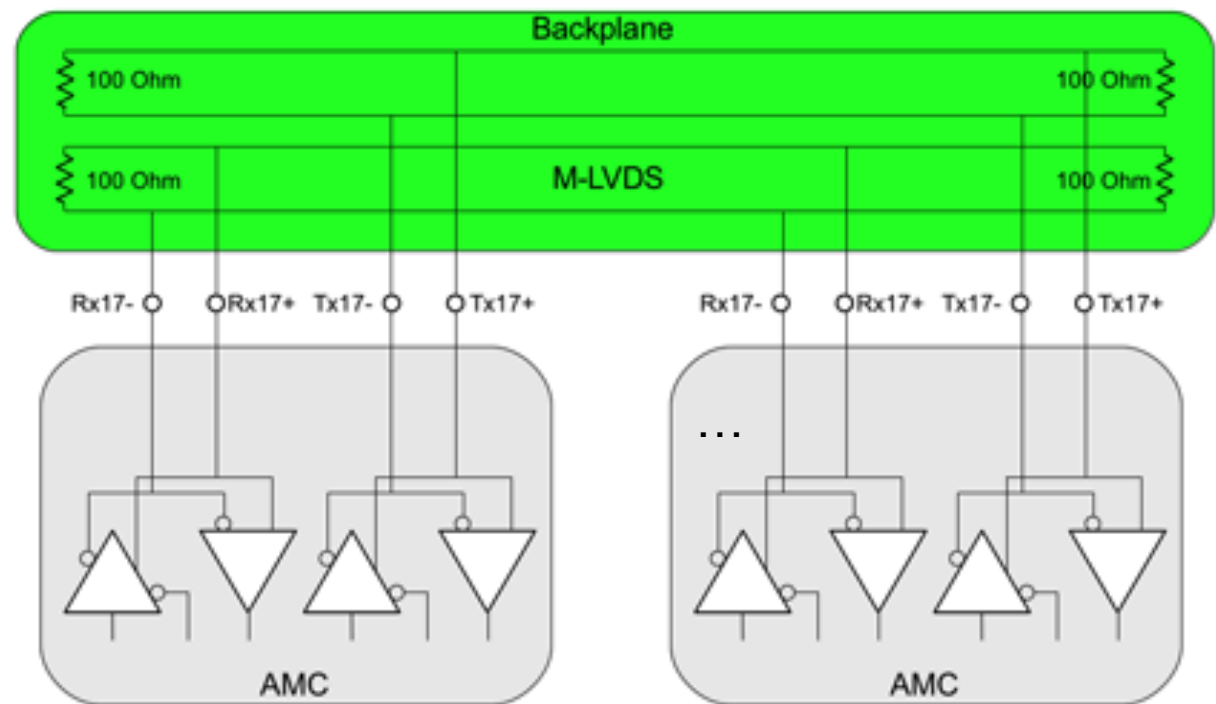 Backplane
100 Ohm 100 Ohm
100 Ohm M-LVDS 100 Ohm
Rx17- Rx17+ Tx17- Tx17+ Rx17- Rx17+ Tx17- Tx17+
...
AMC AMC